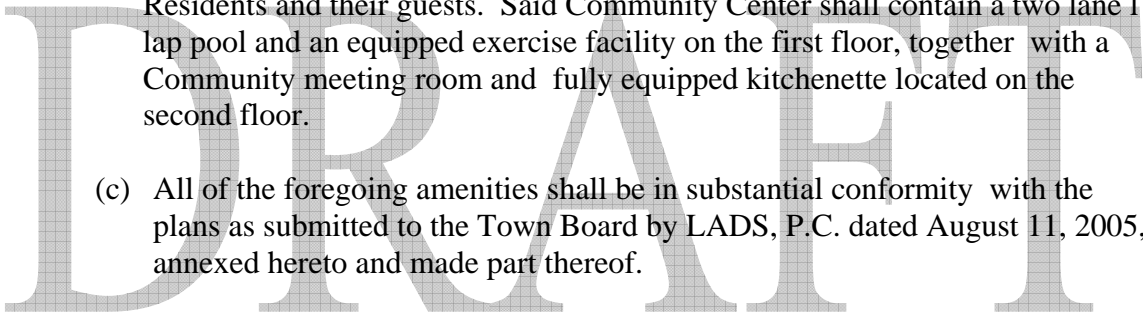 Residents and their guests. Said Community Center shall contain a two lane l
lap pool and an equipped exercise facility on the first floor, together with a
Community meeting room and fully equipped kitchenette located on the
second floor.
(c) All of the foregoing amenities shall be in substantial conformity with the
plans as submitted to the Town Board by LADS, P.C. dated August 11, 2005,
annexed hereto and made part thereof.
DRAFT